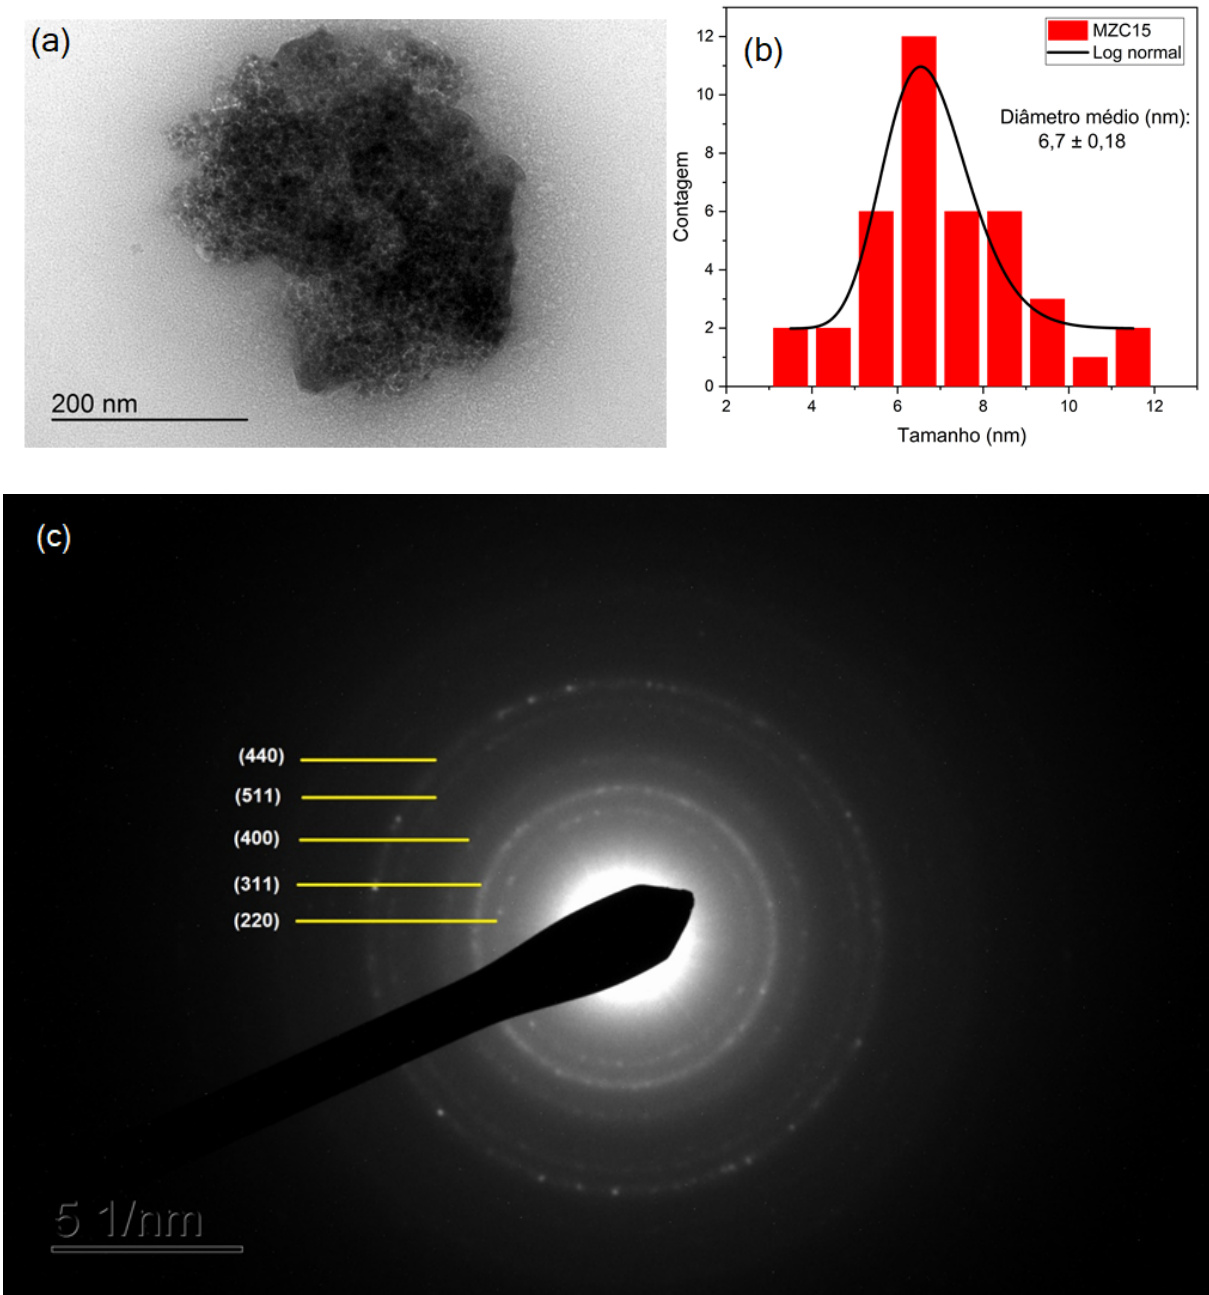 (a)
200 nm
(b)
MZC15
Log normal
Diâmetro médio (nm):
6,7 ± 0,18
Contagem
12
10
8
6
4
2
0
2 4 6 8 10 12
Tamanho (nm)
(c)
(440)
(511)
(400)
(311)
(220)
5 1/nm